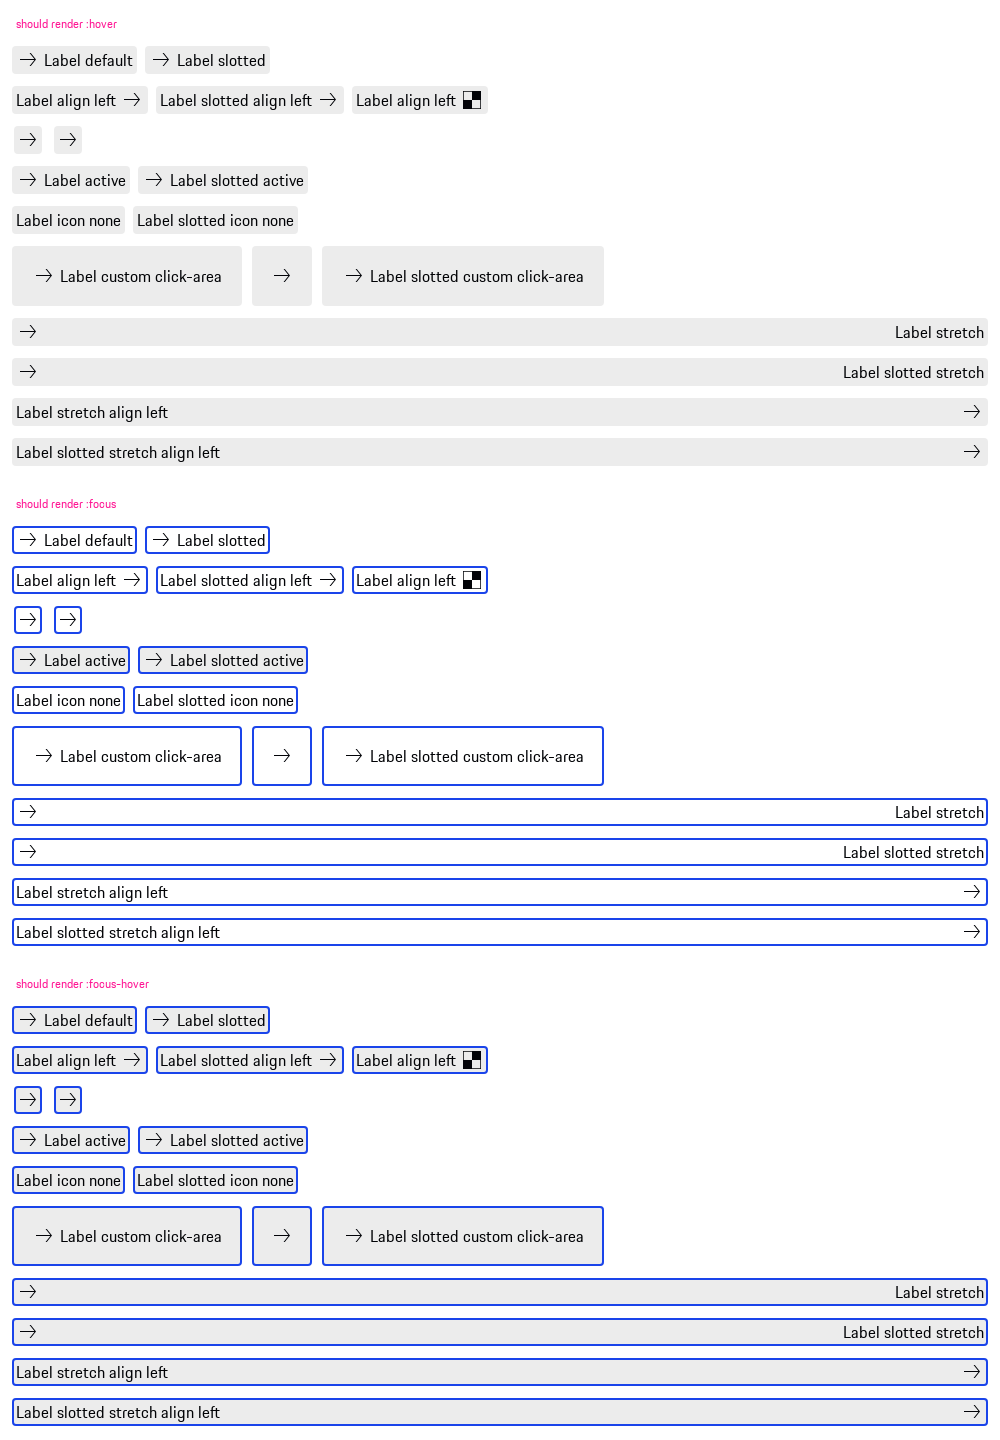 should render :hover
Label default Label slotted
Label align left Label slotted align left Label align left
Label active Label slotted active
Label icon none Label slotted icon none
Label custom click-area Label slotted custom click-area
Label stretch
Label slotted stretch
Label stretch align left
Label slotted stretch align left
should render :focus
Label default Label slotted
Label align left Label slotted align left Label align left
Label active Label slotted active
Label icon none Label slotted icon none
Label custom click-area Label slotted custom click-area
Label stretch
Label slotted stretch
Label stretch align left
Label slotted stretch align left
should render :focus-hover
Label default Label slotted
Label align left Label slotted align left Label align left
Label active Label slotted active
Label icon none Label slotted icon none
Label custom click-area Label slotted custom click-area
Label stretch
Label slotted stretch
Label stretch align left
Label slotted stretch align left